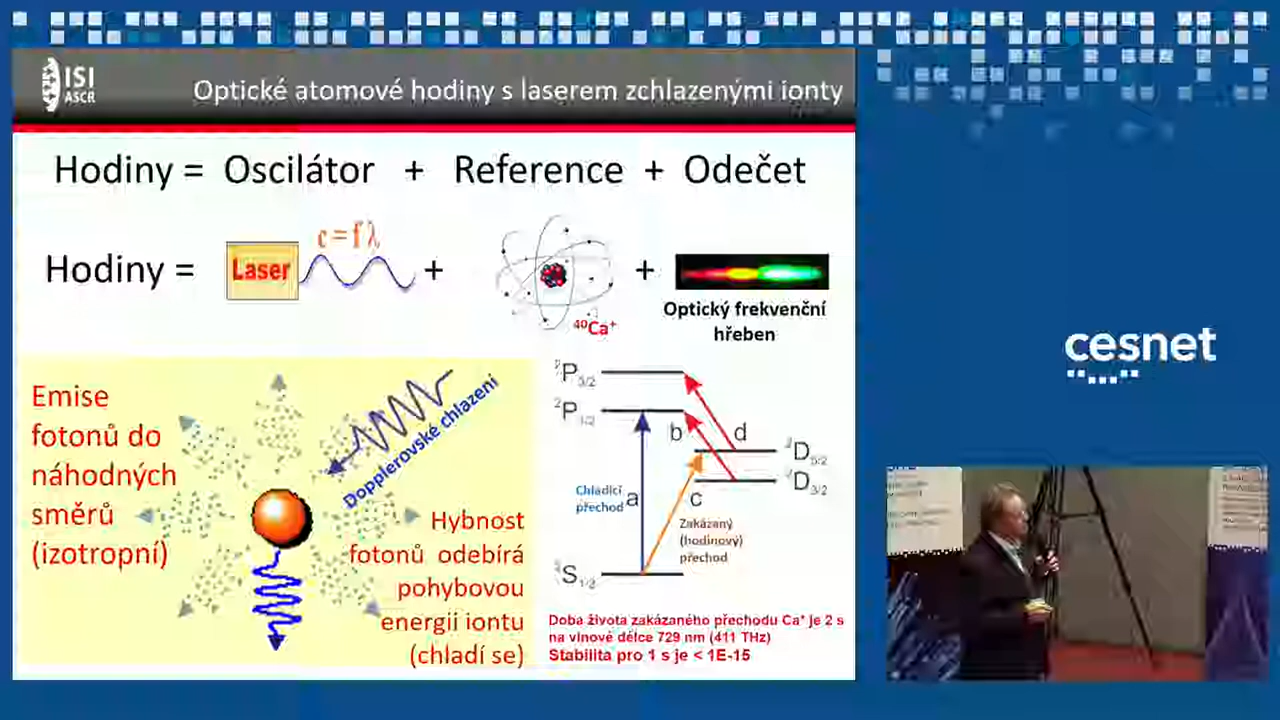 ISI
ASCR
Optické atomové hodiny s laserem zchlazenými ionty
Hodiny = Oscilátor + Reference + Odečet
Hodiny = Laser c=fλ + ⁴⁰Ca⁺ +
Optický frekvenční
hřeben
Emise
fotonů do
náhodných
směrů
(izotropní)
Dopplerovské chlazení
Hybnost
fotonů odebírá
pohybovou
energii iontu
(chladí se)
²P₃/₂
²P₁/₂
b
d
²D₅/₂
²D₃/₂
Chladící
přechod
a
c
Zakázaný
(hodinový)
přechod
S₁/₂
Doba života zakázaného přechodu Ca⁺ je 2 s
na vlnové délce 729 nm (411 THz)
Stabilita pro 1 s je < 1E-15
cesnet